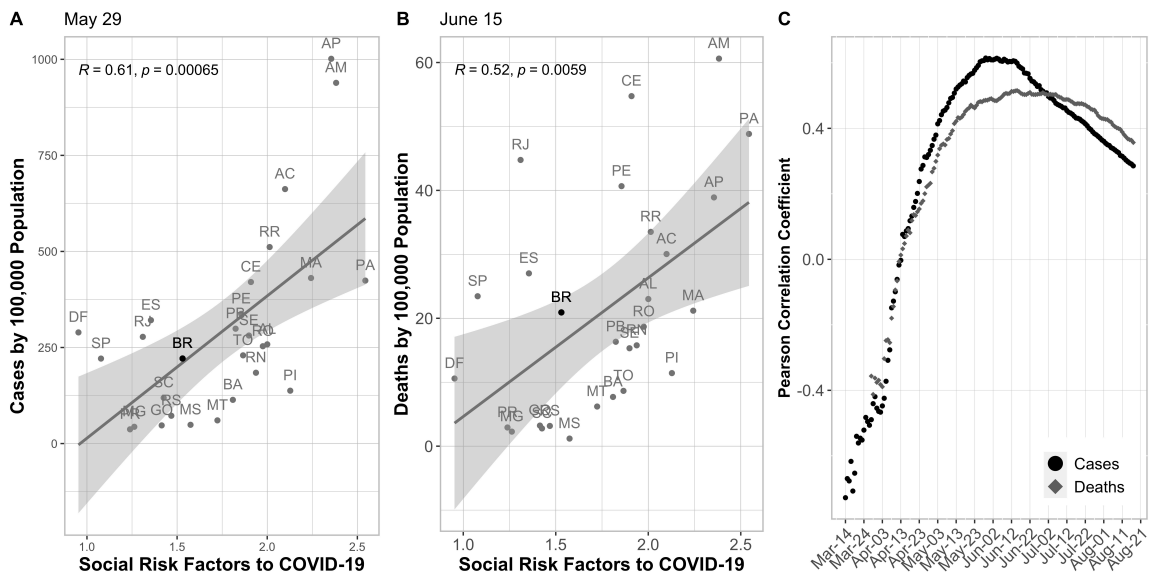 A May 29
R = 0.61, p = 0.00065
Cases by 100,000 Population
1000
750
500
250
0
AP
AM
AC
RR
CE
MA
PA
PE
ES
DF
RJ
PB
SE
AL
RO
TO
SP
BR
RN
PI
BA
SC
MT
RS
GO
MS
MG
PR
1.0 1.5 2.0 2.5
Social Risk Factors to COVID-19
B June 15
R = 0.52, p = 0.0059
Deaths by 100,000 Population
60
40
20
0
AM
CE
PA
RJ
PE
AP
RR
AC
ES
SP
AL
MA
BR
RO
PB
RN
SE
DF
PI
TO
BA
MT
PR
MG
GO
RS
SC
MS
1.0 1.5 2.0 2.5
Social Risk Factors to COVID-19
C
Pearson Correlation Coefficient
0.4
0.0
-0.4
Cases
Deaths
Mar-14
Mar-24
Apr-03
Apr-13
Apr-23
May-03
May-13
May-23
Jun-02
Jun-12
Jun-22
Jul-02
Jul-12
Jul-22
Aug-01
Aug-11
Aug-21